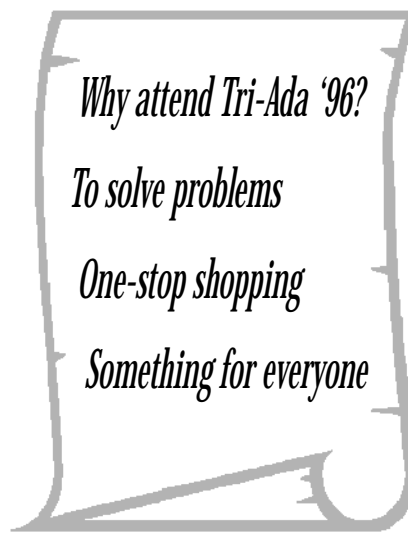 Why attend Tri-Ada ‘96?
To solve problems
One-stop shopping
Something for everyone